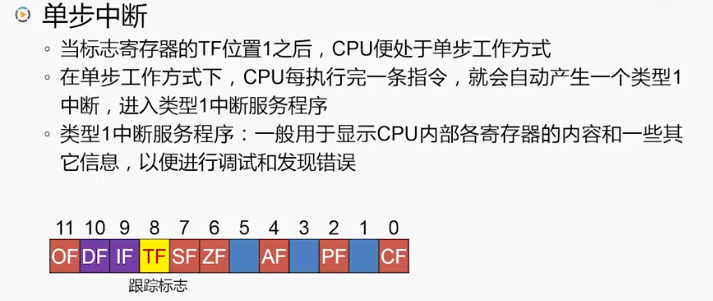 单步中断
当标志寄存器的TF位置1之后，CPU便处于单步工作方式
在单步工作方式下，CPU每执行完一条指令，就会自动产生一个类型1
中断，进入类型1中断服务程序
类型1中断服务程序：一般用于显示CPU内部各寄存器的内容和一些其
它信息，以便进行调试和发现错误
11 10 9 8 7 6 5 4 3 2 1 0
OF DF IF TF SF ZF AF PF CF
跟踪标志